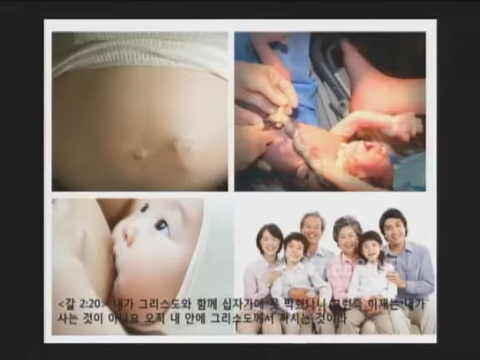 <갈 2:20> 내가 그리스도와 함께 십자가에 못 박혔나니 그런즉 이제는 내가
사는 것이 아니요 오직 내 안에 그리스도께서 사시는 것이라